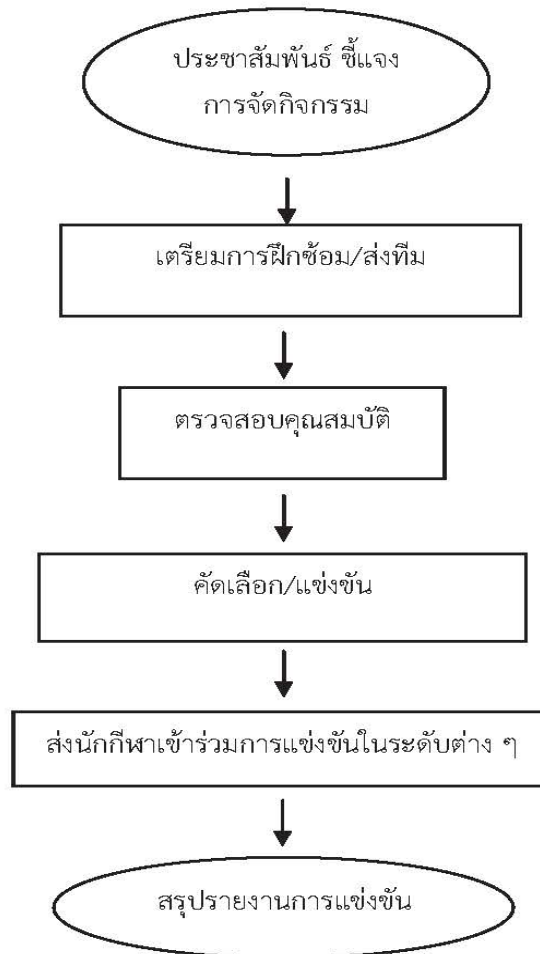 ประชาสัมพันธ์ ชี้แจง
การจัดกิจกรรม
เตรียมการฝึกซ้อม/ส่งทีม
ตรวจสอบคุณสมบัติ
คัดเลือก/แข่งขัน
ส่งนักกีฬาเข้าร่วมการแข่งขันในระดับต่าง ๆ
สรุปรายงานการแข่งขัน